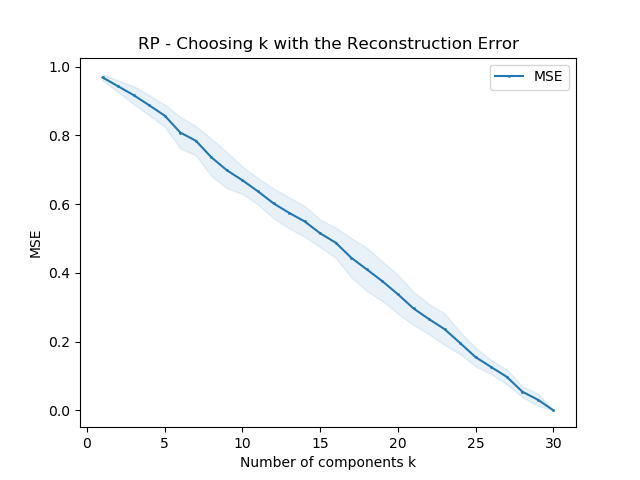 RP - Choosing k with the Reconstruction Error
MSE
1.0
0.8
0.6
0.4
0.2
0.0
MSE
0 5 10 15 20 25 30
Number of components k